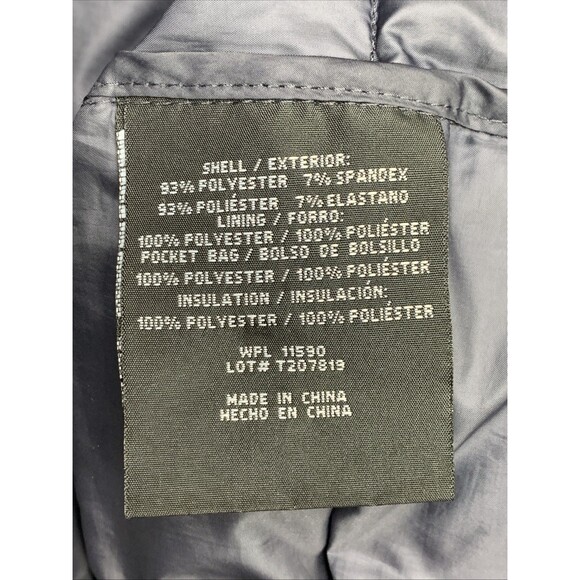 SHELL / EXTERIOR:
93% POLYESTER 7% SPANDEX
93% POLIÉSTER 7% ELASTANO
LINING / FORRO:
100% POLYESTER / 100% POLIÉSTER
POCKET BAG / BOLSO DE BOLSILLO
100% POLYESTER / 100% POLIÉSTER
INSULATION / INSULACIÓN:
100% POLYESTER / 100% POLIÉSTER
WPL 11590
LOT# T207819
MADE IN CHINA
HECHO EN CHINA